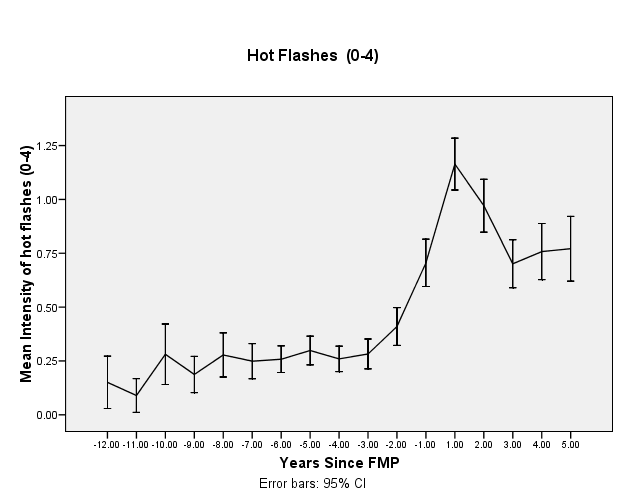 Hot Flashes (0-4)
Mean Intensity of hot flashes (0-4)
1.25
1.00
0.75
0.50
0.25
0.00
-12.00 -11.00 -10.00 -9.00 -8.00 -7.00 -6.00 -5.00 -4.00 -3.00 -2.00 -1.00 1.00 2.00 3.00 4.00 5.00
Years Since FMP
Error bars: 95% CI